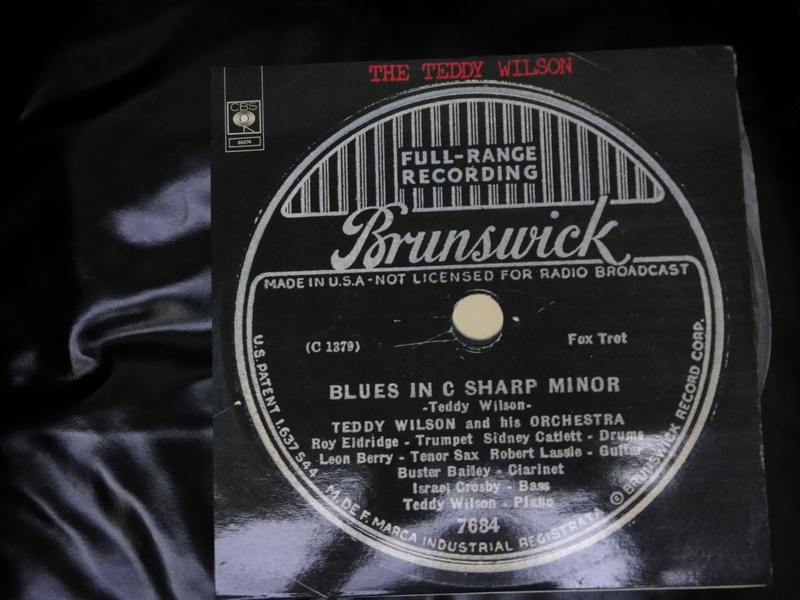 THE TEDDY WILSON
CBS
66274
FULL-RANGE
RECORDING
Brunswick
MADE IN U.S.A - NOT LICENSED FOR RADIO BROADCAST
(C 1379)
Fox Trot
BLUES IN C SHARP MINOR
-Teddy Wilson-
TEDDY WILSON and his ORCHESTRA
Roy Eldridge - Trumpet Sidney Catlett - Drums
Leon Berry - Tenor Sax Robert Lassie - Guitar
Buster Bailey - Clarinet
Israel Crosby - Bass
Teddy Wilson - Piano
7684
U.S. PATENT 1,637,544
M. DE F. MARCA INDUSTRIAL REGISTRATA
© BRUNSWICK RECORD CORP.